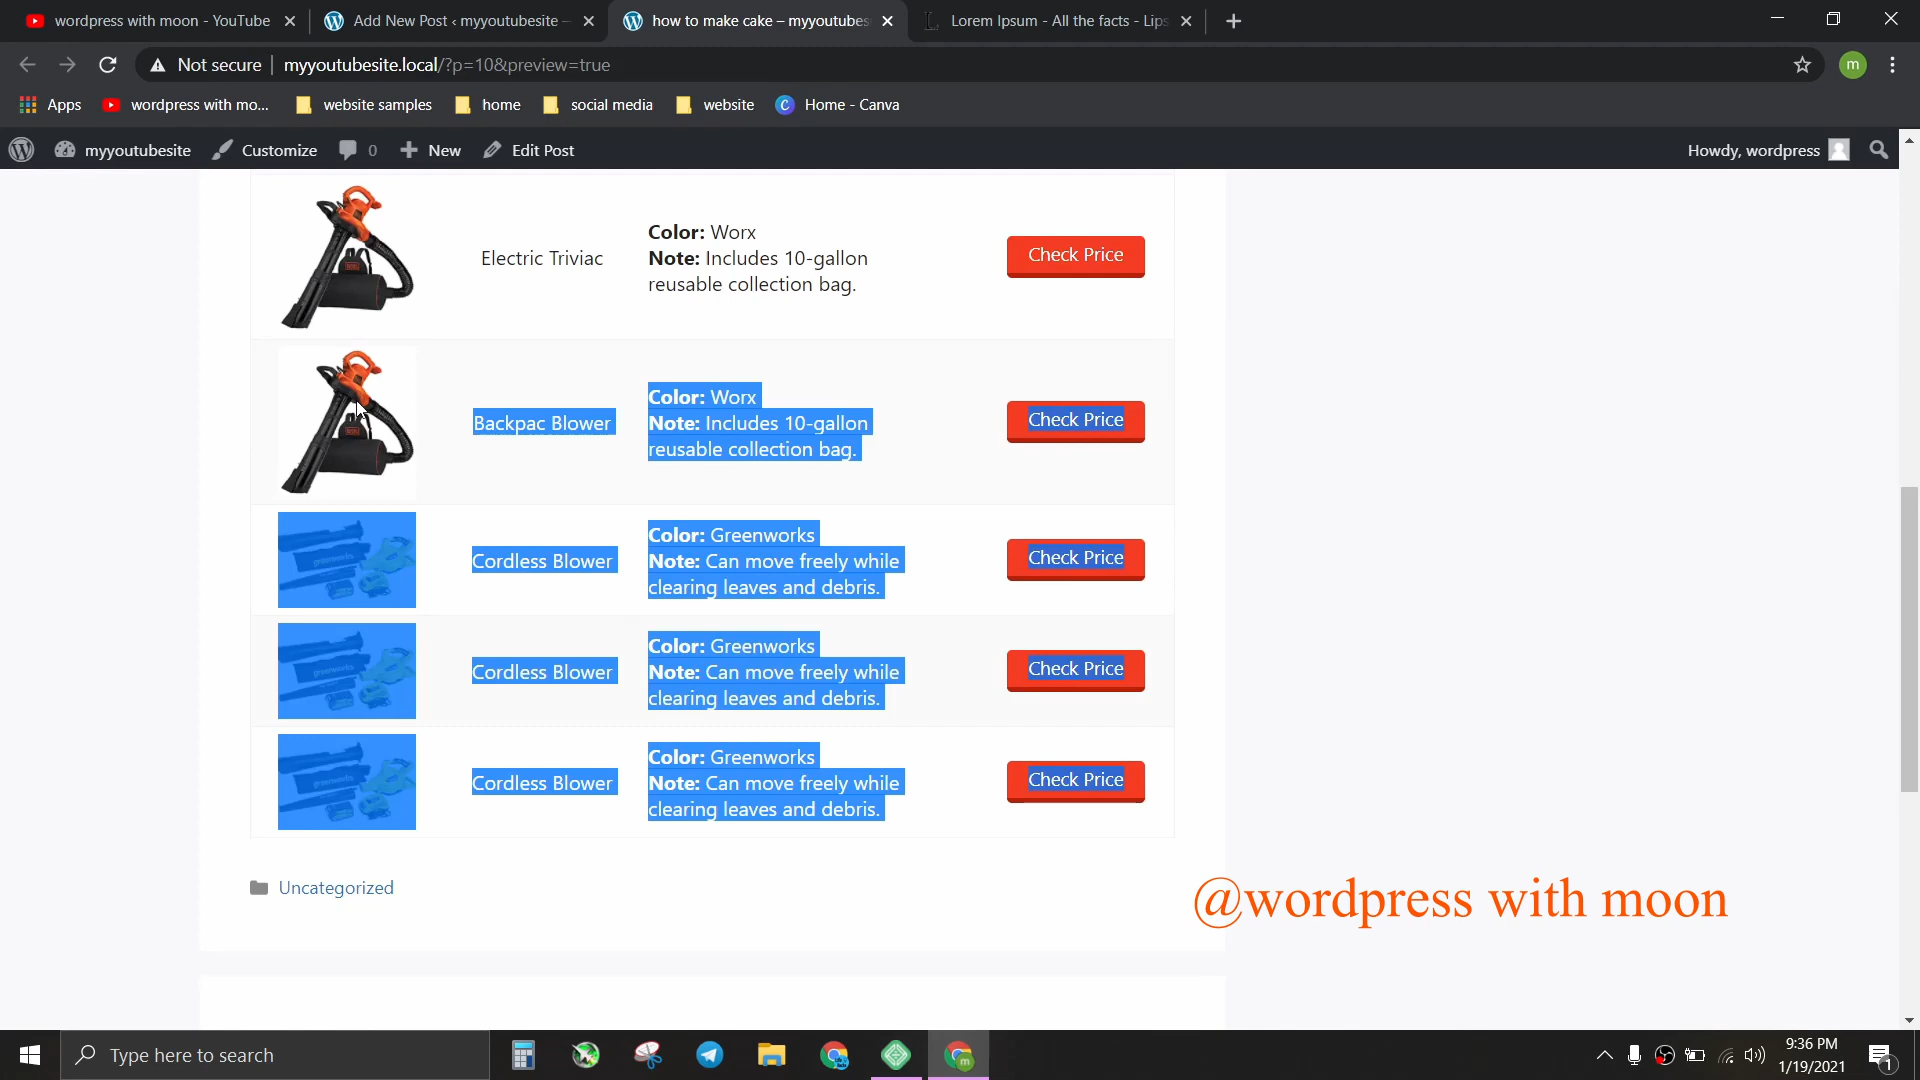 wordpress with moon - YouTube
Add New Post ‹ myyoutubesite –
how to make cake – myyoutubes
Lorem Ipsum - All the facts - Lips
Not secure | myyoutubesite.local/?p=10&preview=true
m
Apps
wordpress with mo...
website samples
home
social media
website
Home - Canva
myyoutubesite
Customize
0
New
Edit Post
Howdy, wordpress
Electric Triviac
Color: Worx
Note: Includes 10-gallon
reusable collection bag.
Check Price
Backpac Blower
Color: Worx
Note: Includes 10-gallon
reusable collection bag.
Check Price
Cordless Blower
Color: Greenworks
Note: Can move freely while
clearing leaves and debris.
Check Price
Cordless Blower
Color: Greenworks
Note: Can move freely while
clearing leaves and debris.
Check Price
Cordless Blower
Color: Greenworks
Note: Can move freely while
clearing leaves and debris.
Check Price
Uncategorized
@wordpress with moon
Type here to search
9:36 PM
1/19/2021
1